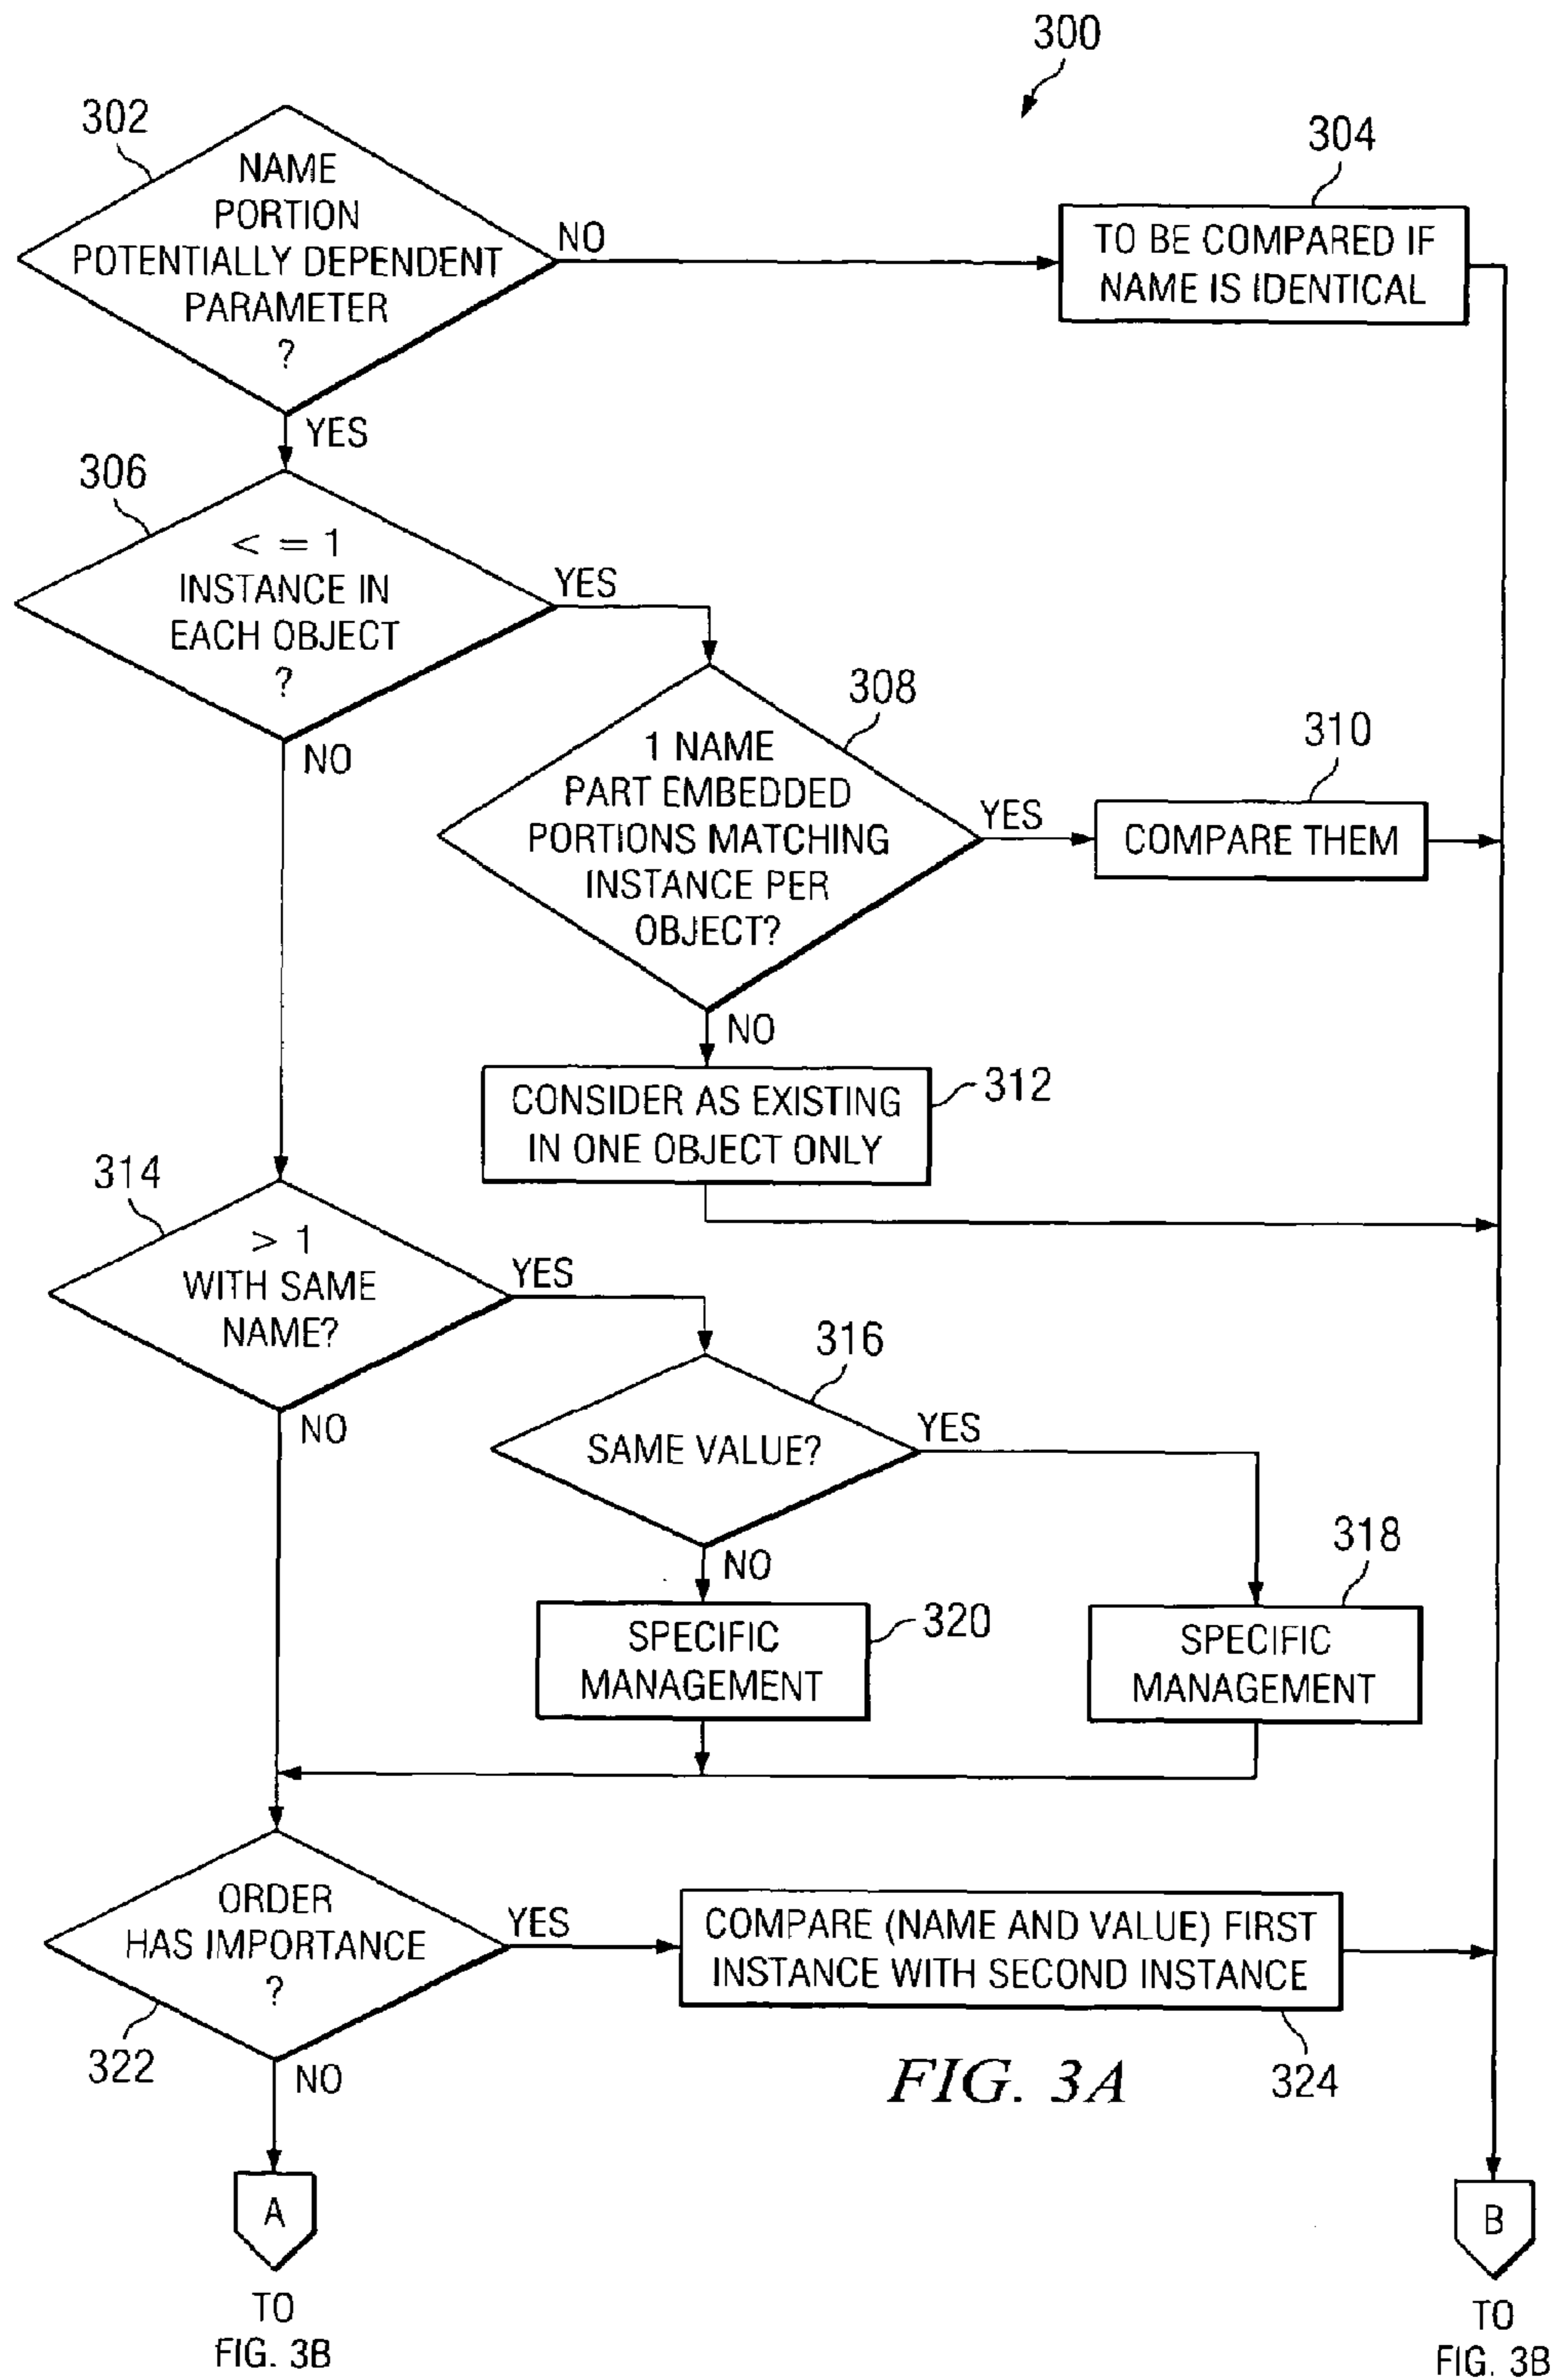 300
302
NAME
PORTION
POTENTIALLY DEPENDENT
PARAMETER
?
NO
304
TO BE COMPARED IF
NAME IS IDENTICAL
YES
306
< = 1
INSTANCE IN
EACH OBJECT
?
YES
NO
308
1 NAME
PART EMBEDDED
PORTIONS MATCHING
INSTANCE PER
OBJECT?
YES
310
COMPARE THEM
NO
312
CONSIDER AS EXISTING
IN ONE OBJECT ONLY
314
> 1
WITH SAME
NAME?
YES
NO
316
SAME VALUE?
YES
NO
318
SPECIFIC
MANAGEMENT
320
SPECIFIC
MANAGEMENT
ORDER
HAS IMPORTANCE
?
322
YES
COMPARE (NAME AND VALUE) FIRST
INSTANCE WITH SECOND INSTANCE
324
NO
FIG. 3A
A
TO
FIG. 3B
B
TO
FIG. 3B